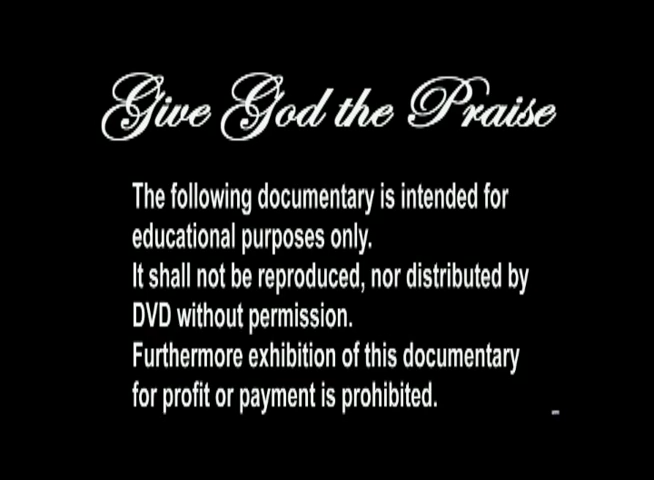 Give God the Praise
The following documentary is intended for
educational purposes only.
It shall not be reproduced, nor distributed by
DVD without permission.
Furthermore exhibition of this documentary
for profit or payment is prohibited.